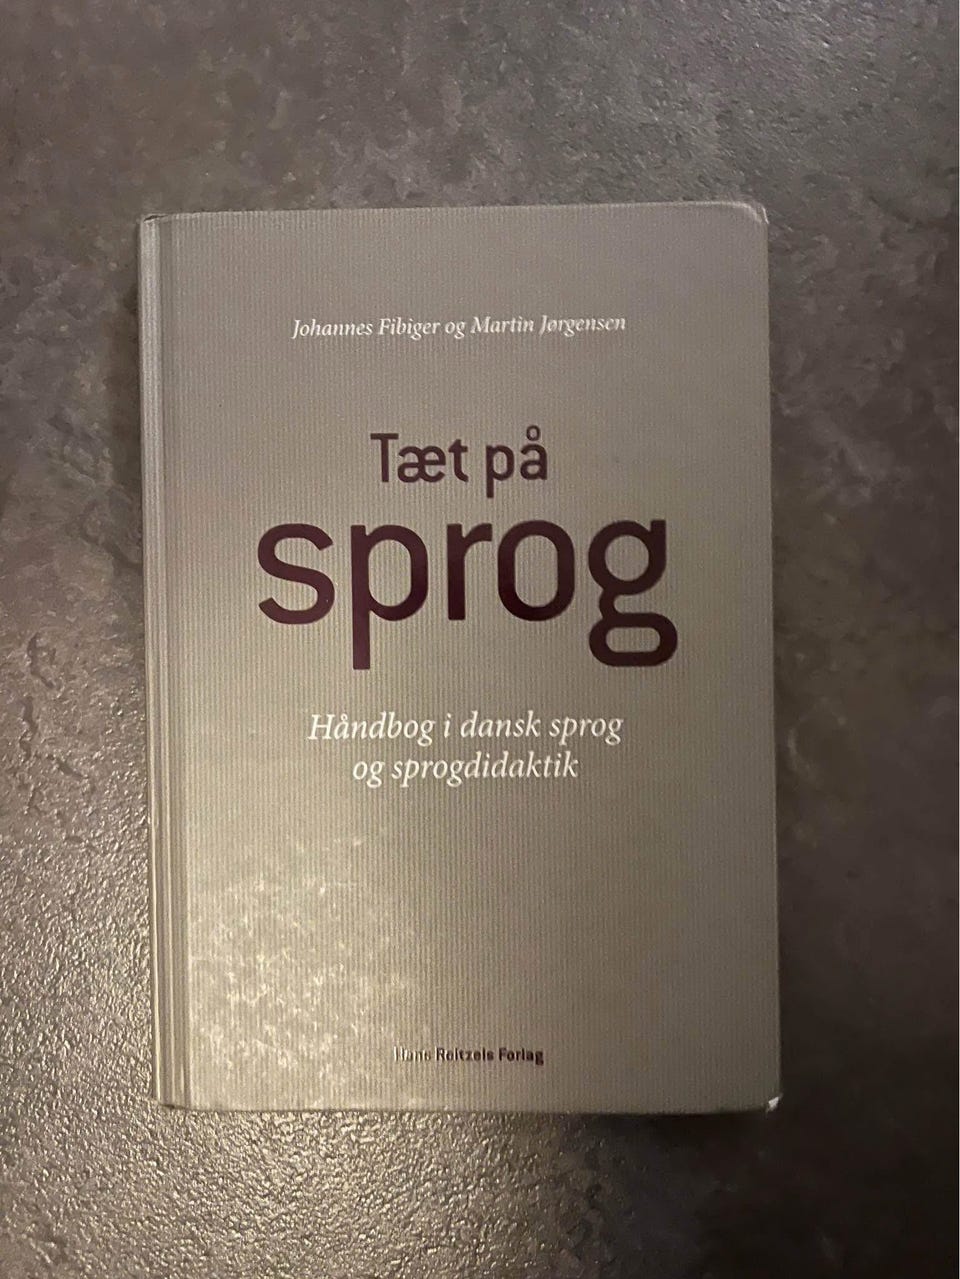 Johannes Fibiger og Martin Jørgensen
Tæt på
sprog
Håndbog i dansk sprog
og sprogdidaktik
Hans Reitzels Forlag